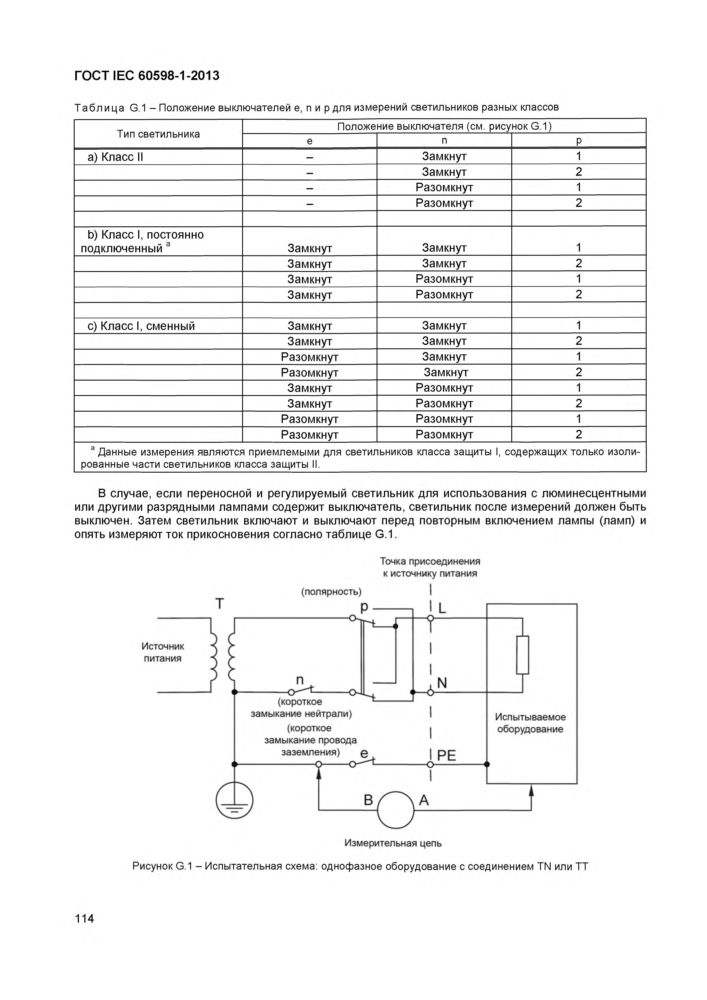 ГОСТ IEC 60598-1-2013
Таблица G.1 – Положение выключателей e, n и p для измерений светильников разных классов
Тип светильника
Положение выключателя (см. рисунок G.1)
e n p
a) Класс II – Замкнут 1
– Замкнут 2
– Разомкнут 1
– Разомкнут 2
b) Класс I, постоянно
подключенный a Замкнут Замкнут 1
Замкнут Замкнут 2
Замкнут Разомкнут 1
Замкнут Разомкнут 2
c) Класс I, сменный Замкнут Замкнут 1
Замкнут Замкнут 2
Разомкнут Замкнут 1
Разомкнут Замкнут 2
Замкнут Разомкнут 1
Замкнут Разомкнут 2
Разомкнут Разомкнут 1
Разомкнут Разомкнут 2
a Данные измерения являются приемлемыми для светильников класса защиты I, содержащих только изоли-
рованные части светильников класса защиты II.
В случае, если переносной и регулируемый светильник для использования с люминесцентными
или другими разрядными лампами содержит выключатель, светильник после измерений должен быть
выключен. Затем светильник включают и выключают перед повторным включением лампы (ламп) и
опять измеряют ток прикосновения согласно таблице G.1.
Точка присоединения
к источнику питания
(полярность)
T
p
L
Источник
питания
n
N
(короткое
замыкание нейтрали)
(короткое
замыкание провода
заземления)
e
PE
Испытываемое
оборудование
B
A
Измерительная цепь
Рисунок G.1 – Испытательная схема: однофазное оборудование с соединением TN или TT
114